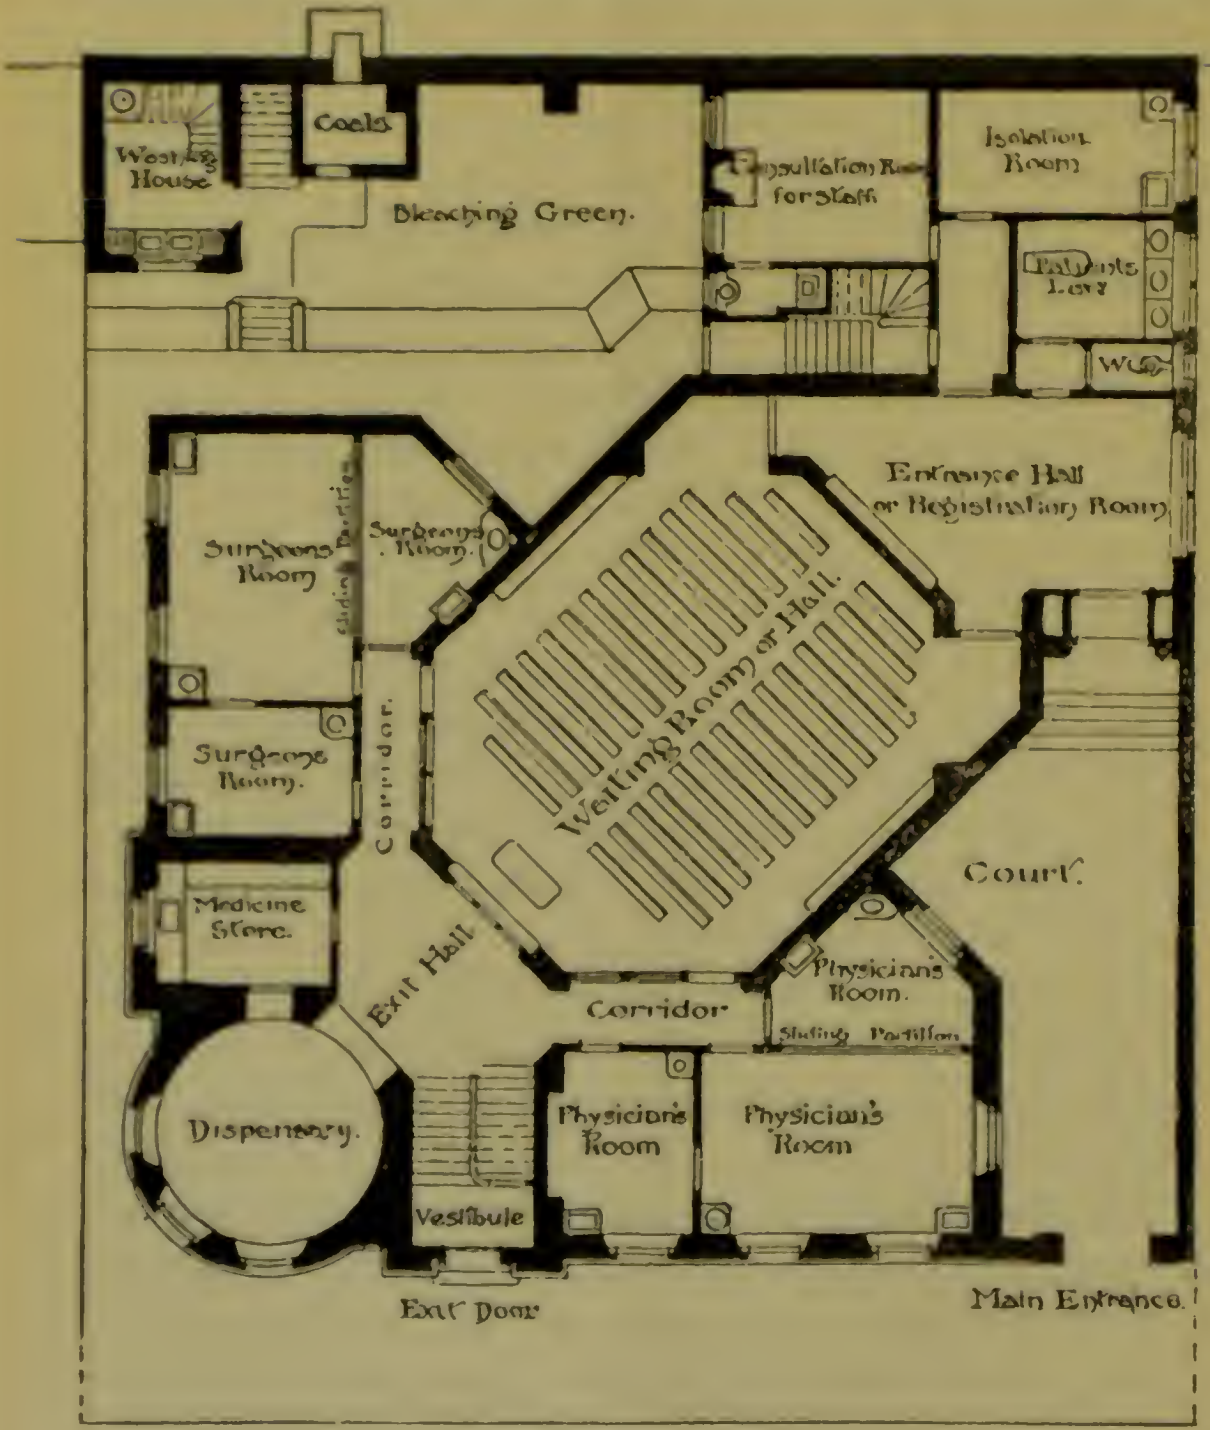 Coals
Washing
House
Bleaching Green.
Consultation Room
for Staff
Isolation
Room
Patients
Lavy
WC
Entrance Hall
or Registration Room
Surgeons
Room
Sliding Partition
Surgeons
Room.
Waiting Room or Hall.
Surgeons
Room.
Corridor.
Court.
Medicine
Store.
Exit Hall
Physician's
Room.
Corridor
Sliding Partition
Dispensary.
Physician's
Room
Physician's
Room
Vestibule
Exit Door
Main Entrance.